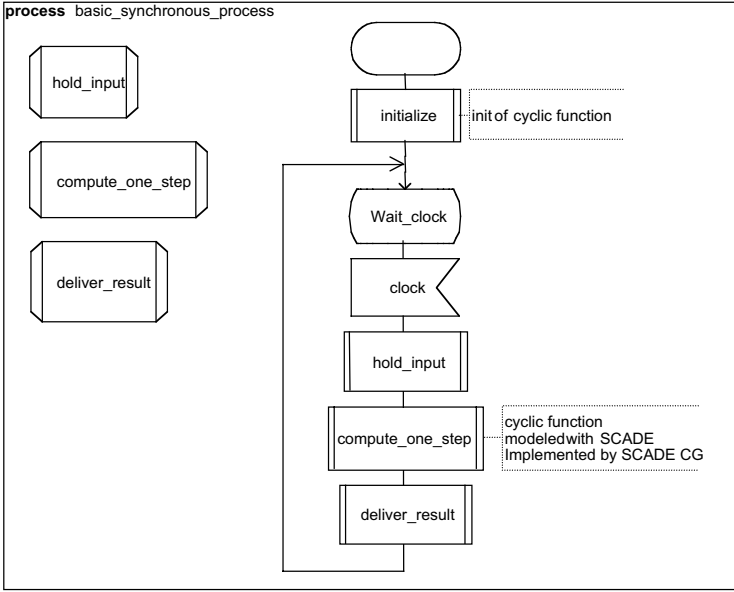 process basic_synchronous_process
hold_input
compute_one_step
deliver_result
initialize
init of cyclic function
Wait_clock
clock
hold_input
compute_one_step
cyclic function
modeledwith SCADE
Implemented by SCADE CG
deliver_result